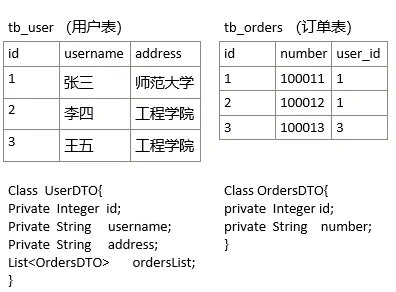 tb_user (用户表)
id username address
1 张三 师范大学
2 李四 工程学院
3 王五 工程学院
Class UserDTO{
Private Integer id;
Private String username;
Private String address;
List<OrdersDTO> ordersList;
}
tb_orders (订单表)
id number user_id
1 100011 1
2 100012 1
3 100013 3
Class OrdersDTO{
private Integer id;
private String number;
}